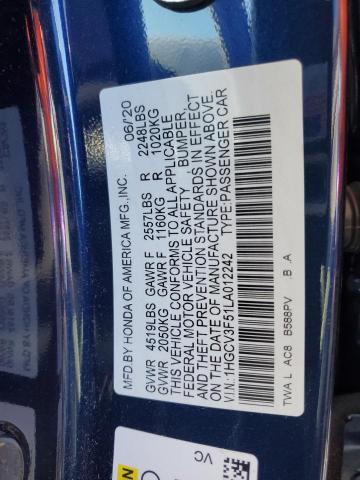 MFD.BY HONDA OF AMERICA MFG.,INC. 06/20
GVWR 4519LBS GAWR F 2557LBS R 2248LBS
GVWR 2050KG GAWR F 1160KG R 1020KG
THIS VEHICLE CONFORMS TO ALL APPLICABLE
FEDERAL MOTOR VEHICLE SAFETY , BUMPER,
AND THEFT PREVENTION STANDARDS IN EFFECT
ON THE DATE OF MANUFACTURE SHOWN ABOVE.
VIN: 1HGCV3F51LA012242 TYPE:PASSENGER CAR
TWA L AC8 B588PV . B A
VC